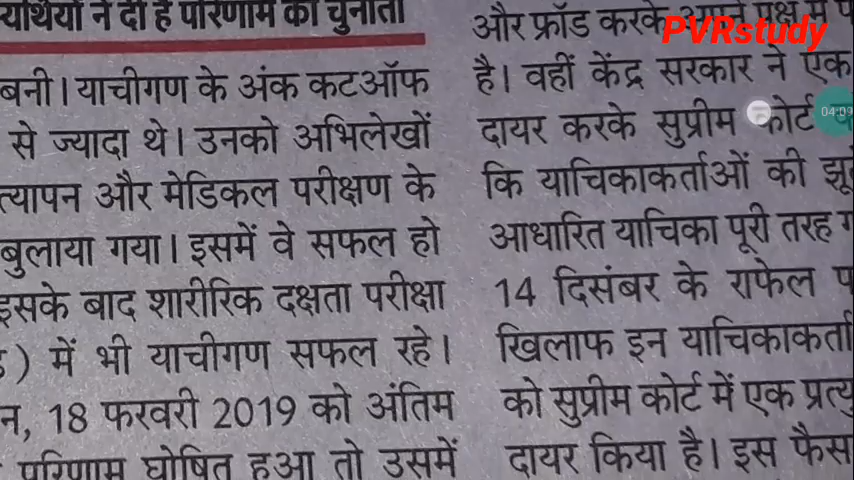 ने दी है परिणाम को चुनौती
बनी। याचीगण के अंक कटऑफ
से ज्यादा थे। उनको अभिलेखों
और मेडिकल परीक्षण के
बुलाया गया। इसमें वे सफल हो
इसके बाद शारीरिक दक्षता परीक्षा
) में भी याचीगण सफल रहे।
न, 18 फरवरी 2019 को अंतिम
परिणाम घोषित हुआ तो उसमें
और फ्रॉड करके अपने पक्ष में
है। वहीं केंद्र सरकार ने एक
दायर करके सुप्रीम कोर्ट
कि याचिकाकर्ताओं की
आधारित याचिका पूरी तरह
14 दिसंबर के राफेल
खिलाफ इन याचिकाकर्ता
को सुप्रीम कोर्ट में एक
दायर किया है। इस
PVRstudy
04:09